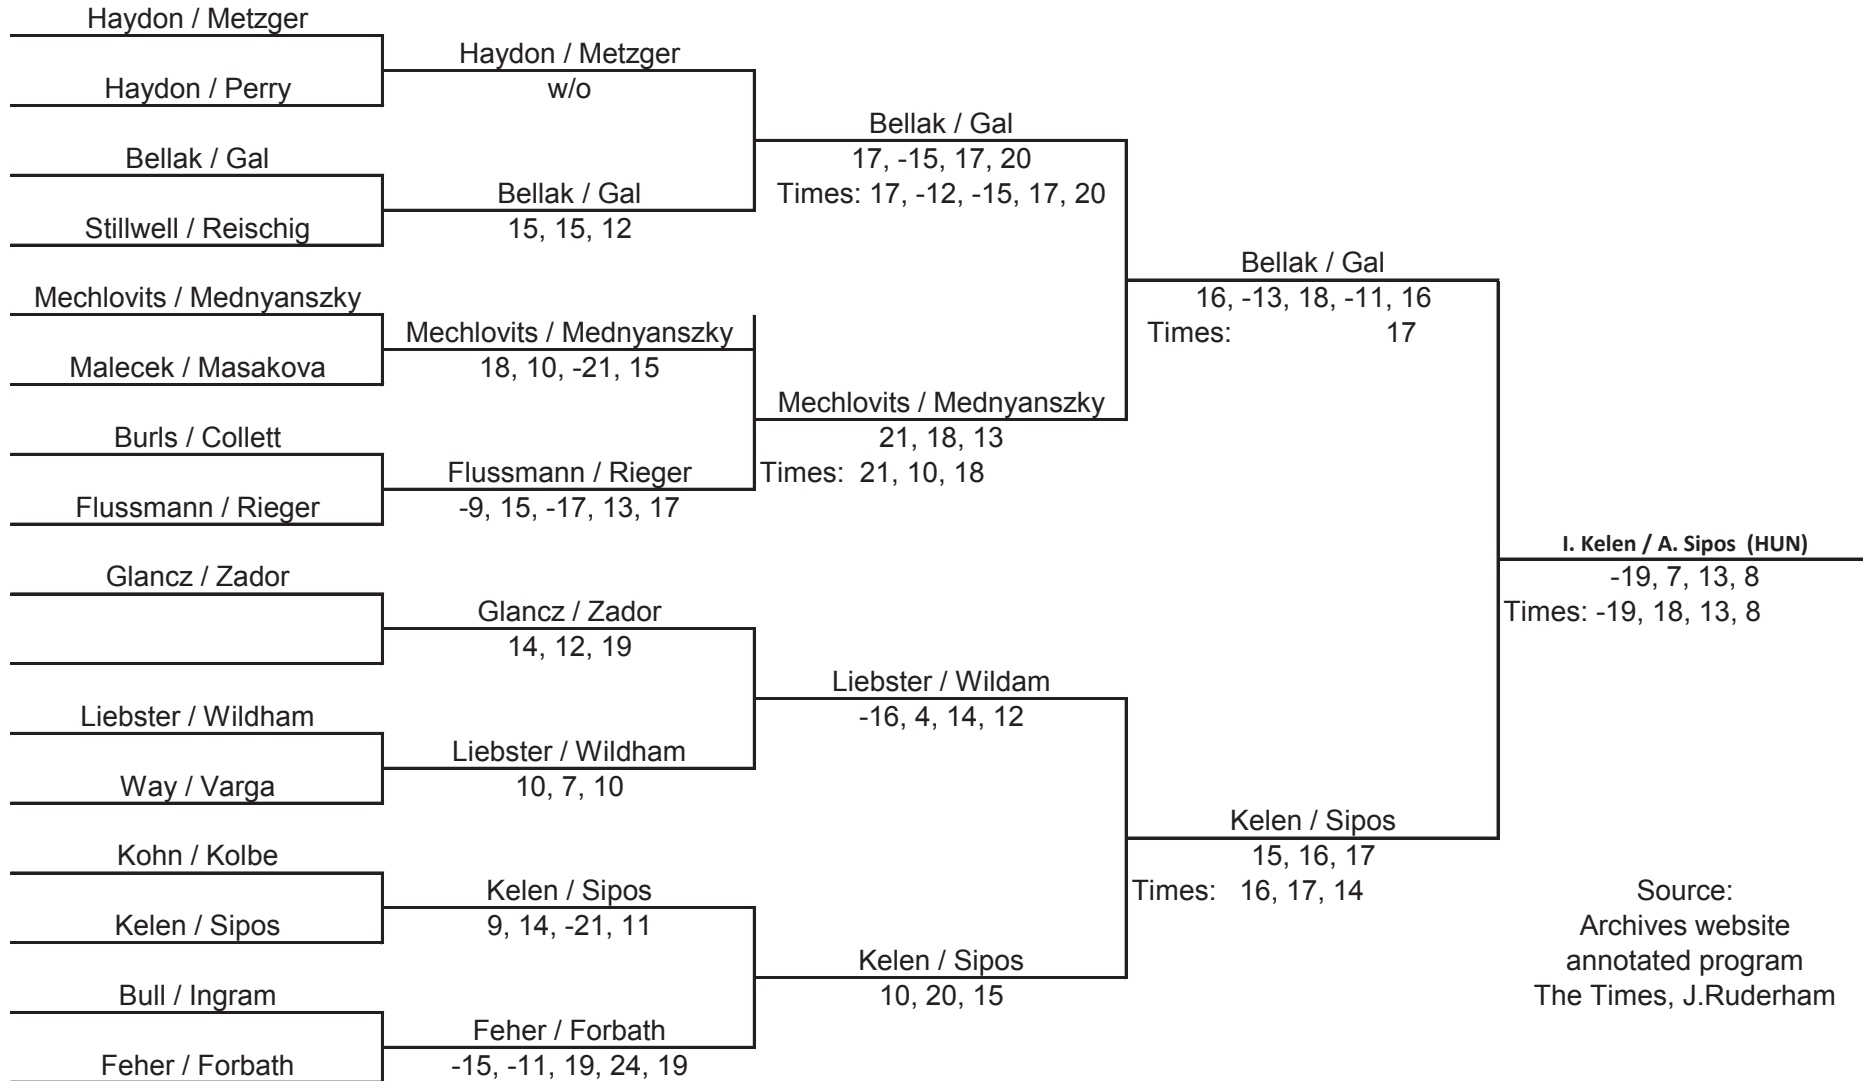 Haydon / Metzger
Haydon / Perry
Bellak / Gal
Stillwell / Reischig
Mechlovits / Mednyanszky
Malecek / Masakova
Burls / Collett
Flussmann / Rieger
Glancz / Zador
Liebster / Wildham
Way / Varga
Kohn / Kolbe
Kelen / Sipos
Bull / Ingram
Feher / Forbath
Haydon / Metzger
w/o
Bellak / Gal
15, 15, 12
Mechlovits / Mednyanszky
18, 10, -21, 15
Flussmann / Rieger
-9, 15, -17, 13, 17
Glancz / Zador
14, 12, 19
Liebster / Wildham
10, 7, 10
Kelen / Sipos
9, 14, -21, 11
Feher / Forbath
-15, -11, 19, 24, 19
Bellak / Gal
17, -15, 17, 20
Times: 17, -12, -15, 17, 20
Mechlovits / Mednyanszky
21, 18, 13
Times: 21, 10, 18
Liebster / Wildam
-16, 4, 14, 12
Kelen / Sipos
10, 20, 15
Bellak / Gal
16, -13, 18, -11, 16
Times: 17
Kelen / Sipos
15, 16, 17
Times: 16, 17, 14
I. Kelen / A. Sipos (HUN)
-19, 7, 13, 8
Times: -19, 18, 13, 8
Source:
Archives website
annotated program
The Times, J.Ruderham